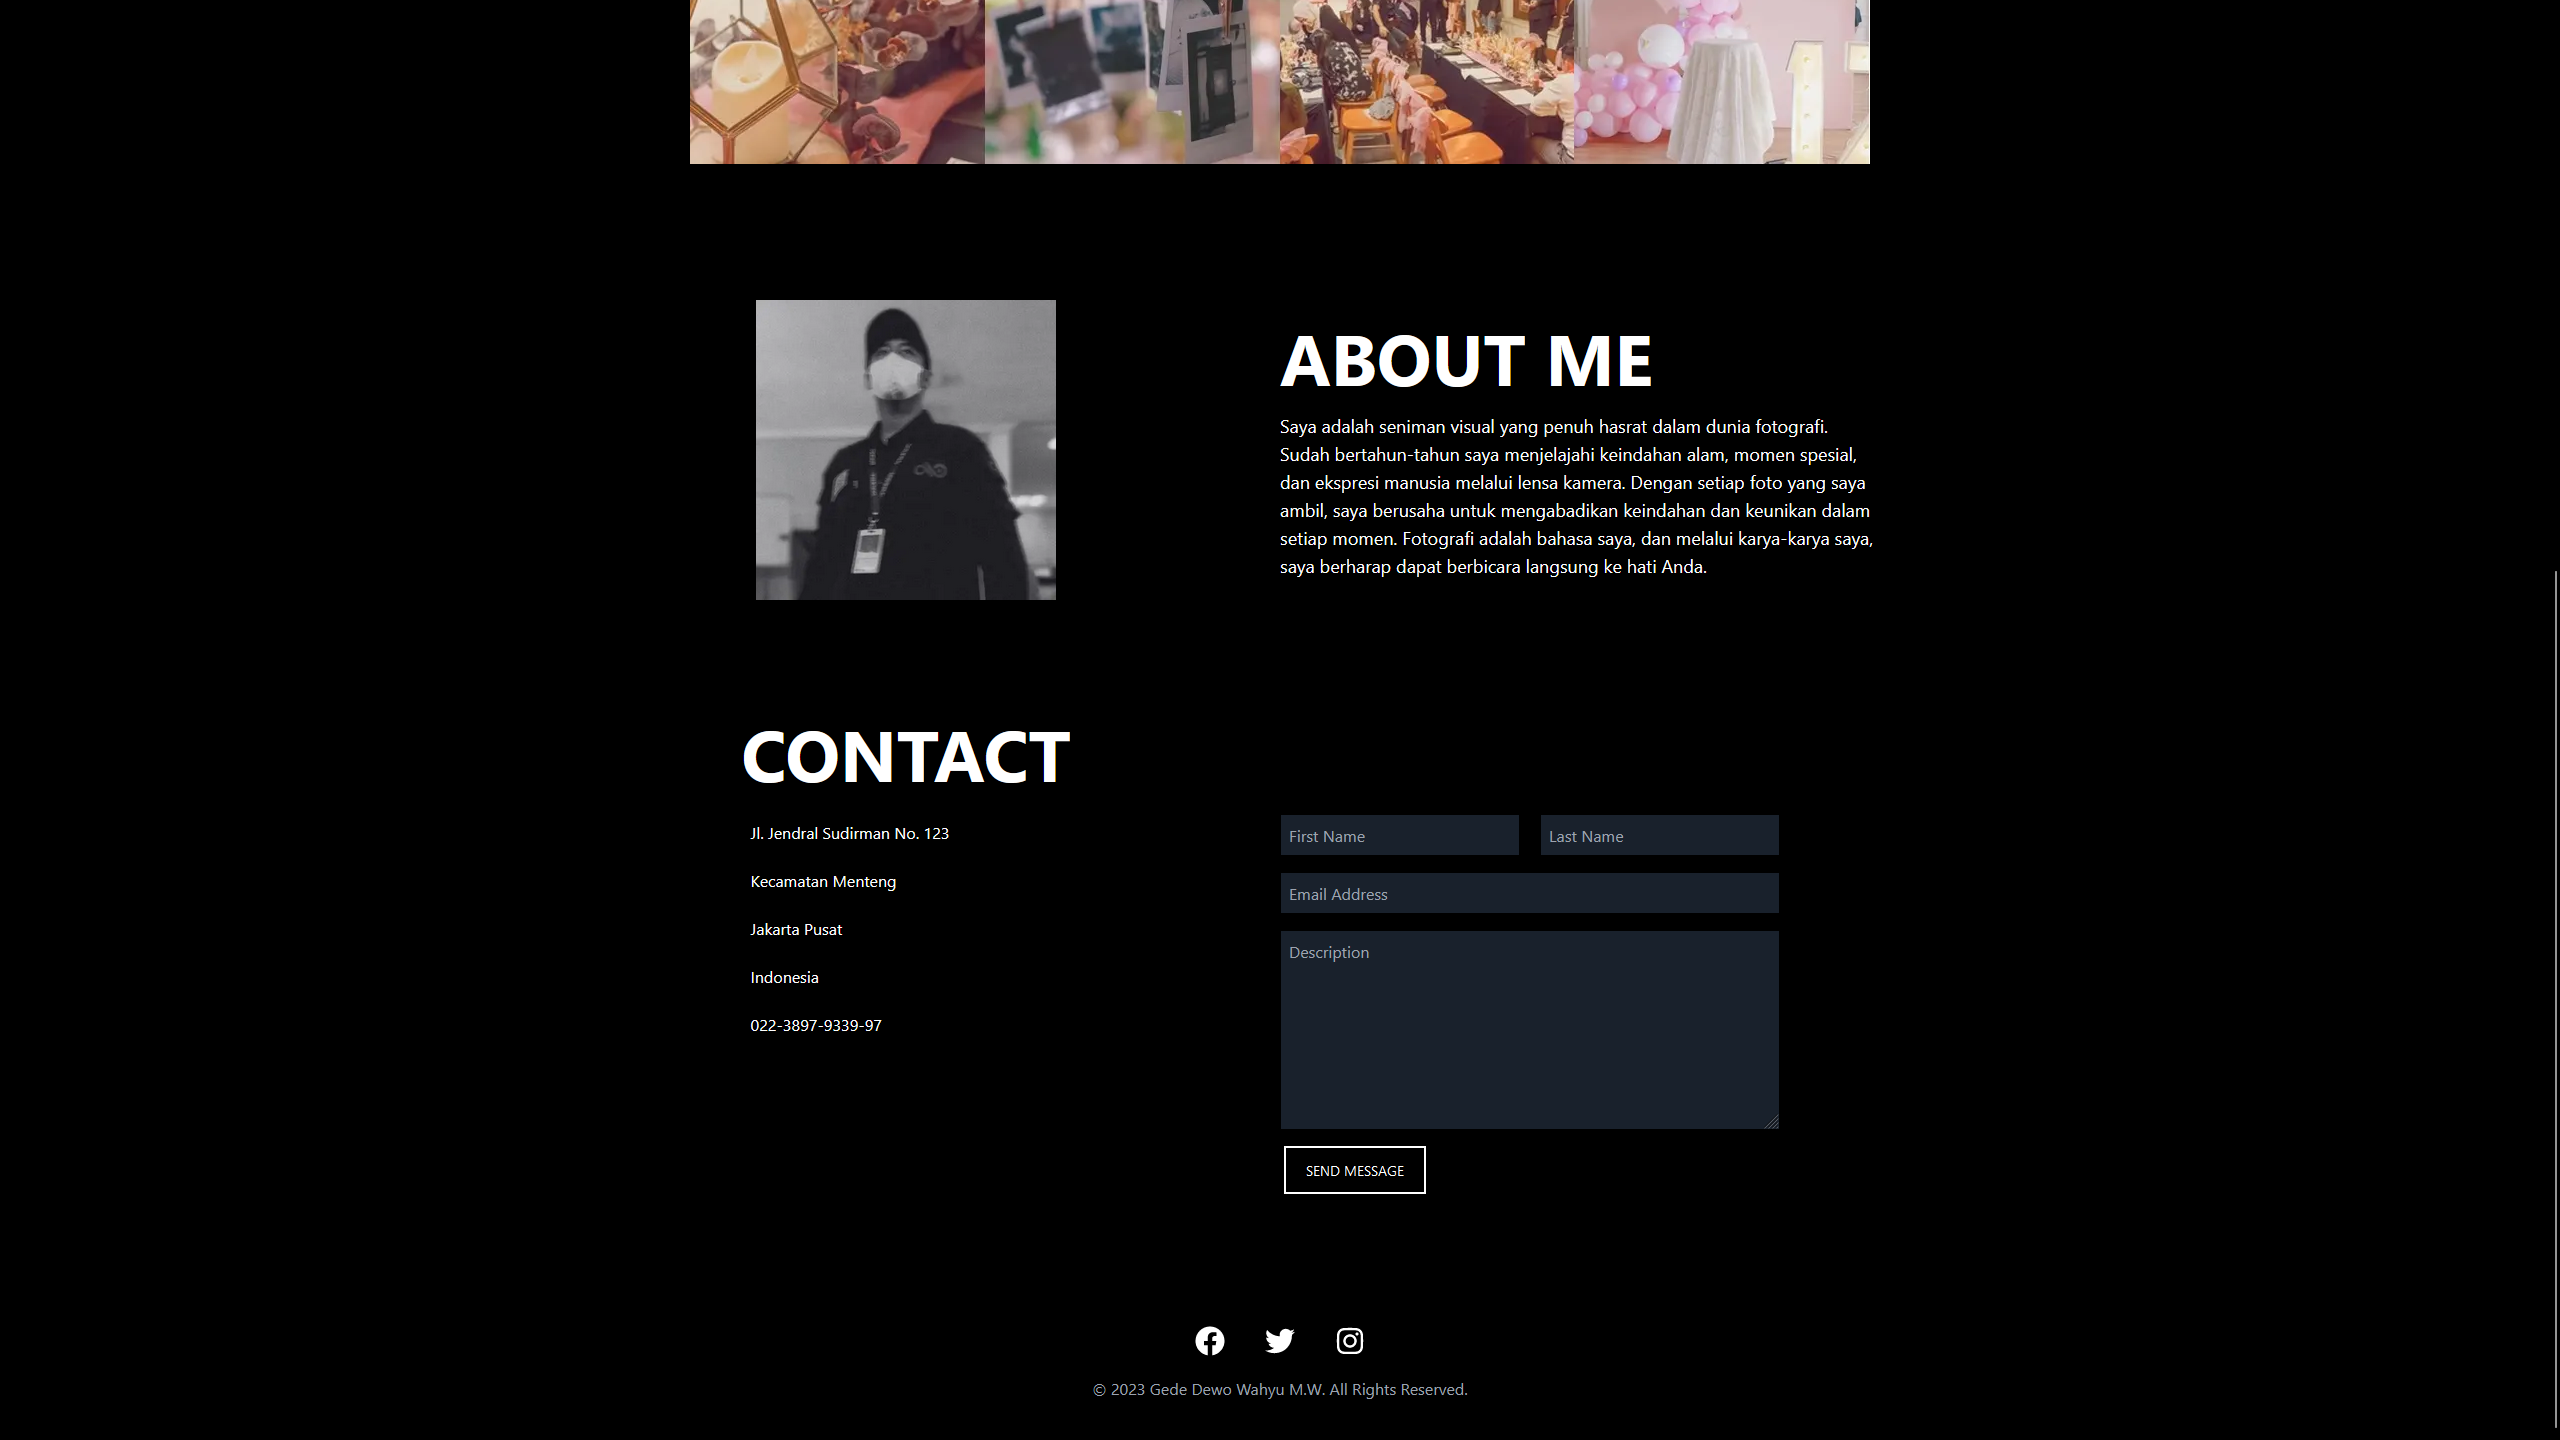 ABOUT ME
Saya adalah seniman visual yang penuh hasrat dalam dunia fotografi.
Sudah bertahun-tahun saya menjelajahi keindahan alam, momen spesial,
dan ekspresi manusia melalui lensa kamera. Dengan setiap foto yang saya
ambil, saya berusaha untuk mengabadikan keindahan dan keunikan dalam
setiap momen. Fotografi adalah bahasa saya, dan melalui karya-karya saya,
saya berharap dapat berbicara langsung ke hati Anda.
CONTACT
Jl. Jendral Sudirman No. 123
Kecamatan Menteng
Jakarta Pusat
Indonesia
022-3897-9339-97
First Name
Last Name
Email Address
Description
SEND MESSAGE
© 2023 Gede Dewo Wahyu M.W. All Rights Reserved.